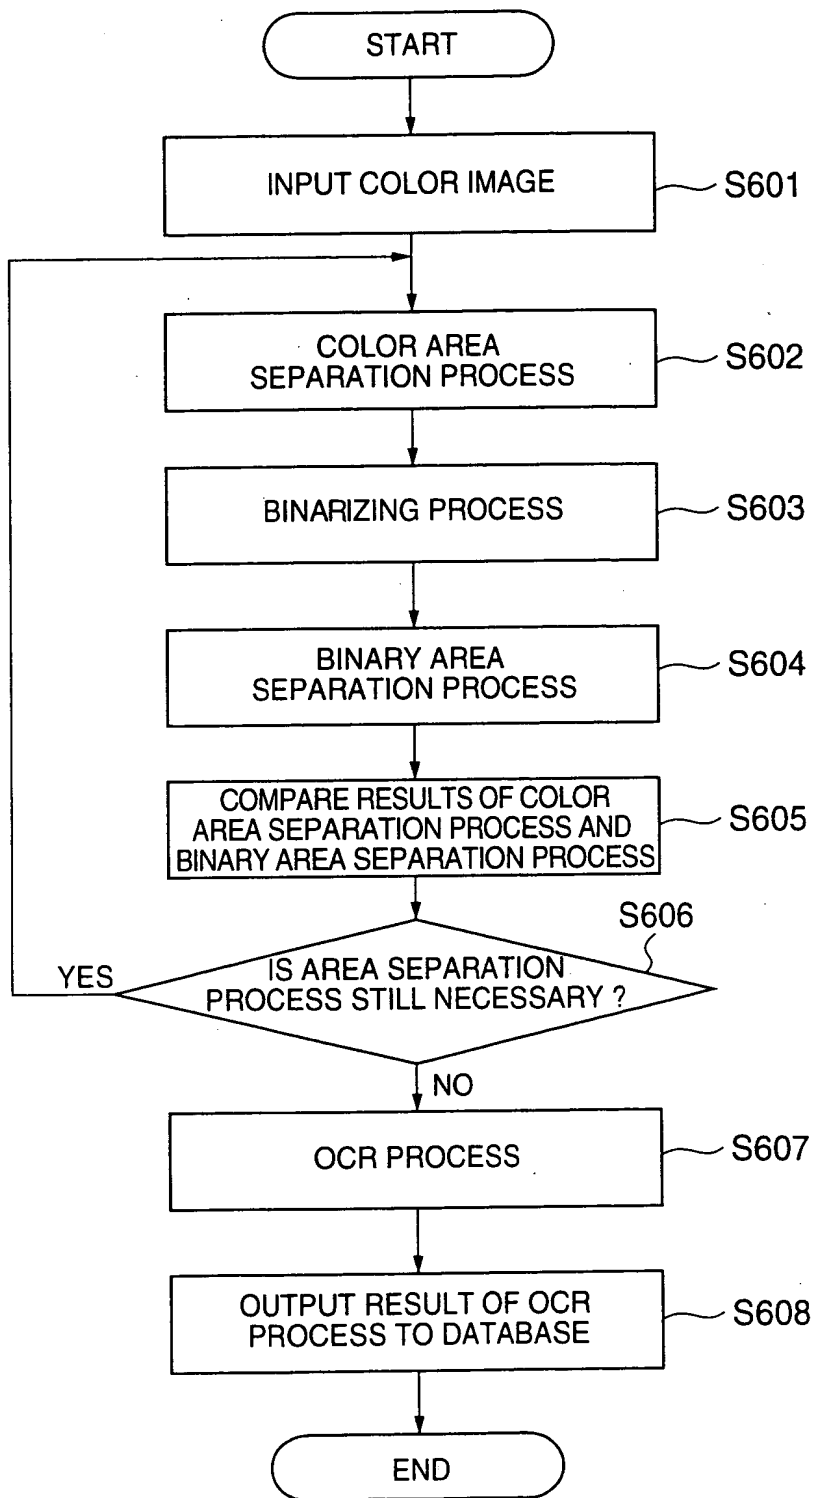 START
INPUT COLOR IMAGE
S601
COLOR AREA
SEPARATION PROCESS
S602
BINARIZING PROCESS
S603
BINARY AREA
SEPARATION PROCESS
S604
COMPARE RESULTS OF COLOR
AREA SEPARATION PROCESS AND
BINARY AREA SEPARATION PROCESS
S605
S606
IS AREA SEPARATION
PROCESS STILL NECESSARY ?
YES
NO
OCR PROCESS
S607
OUTPUT RESULT OF OCR
PROCESS TO DATABASE
S608
END